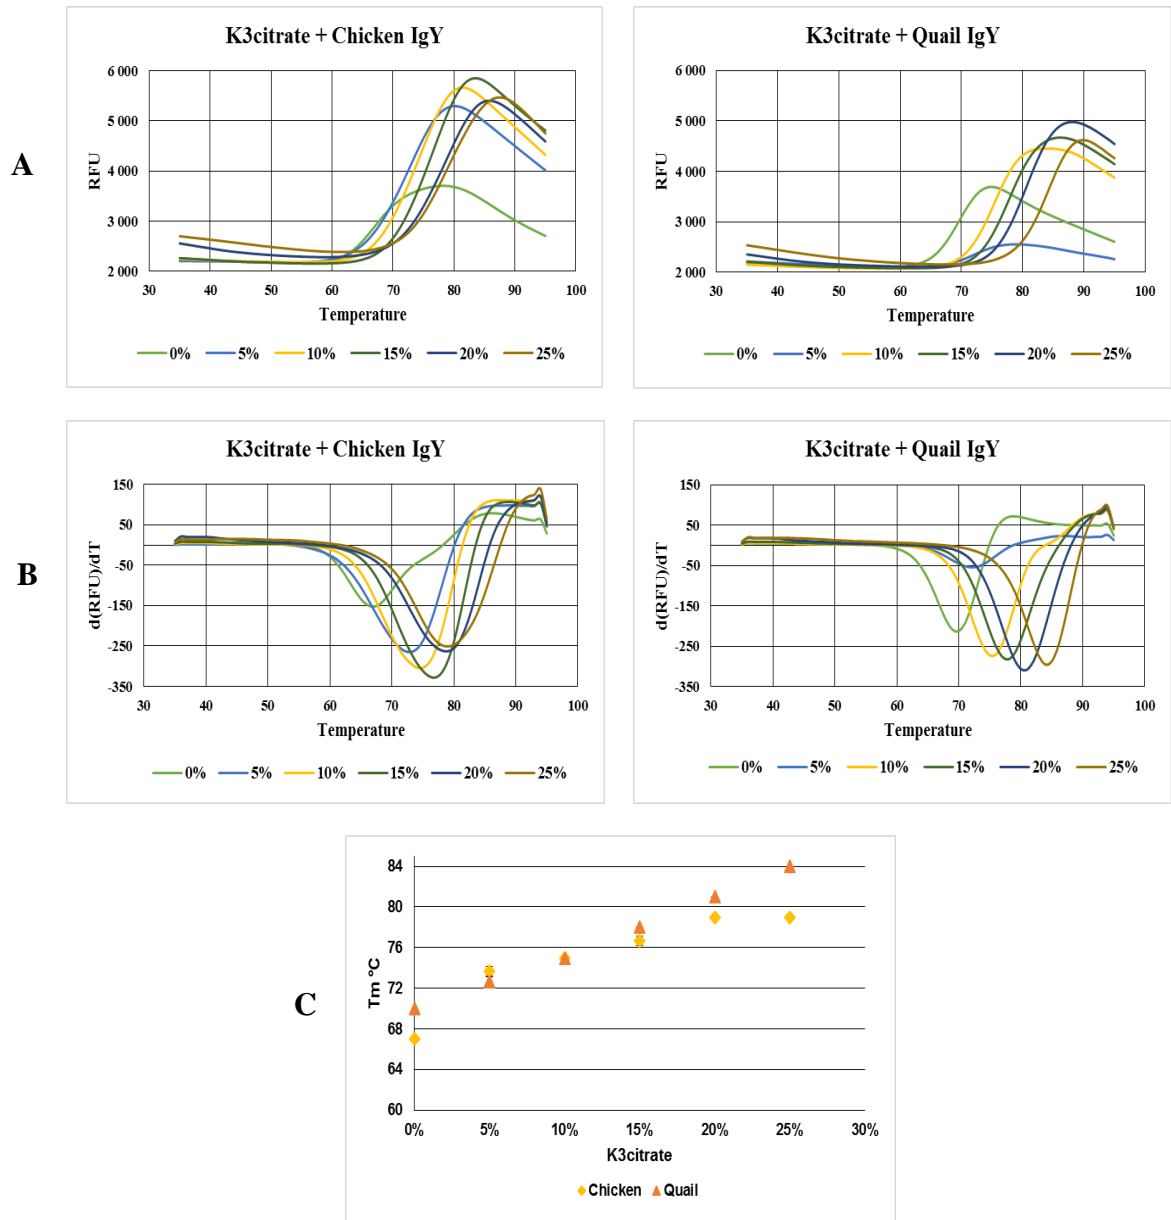 A
K3citrate + Chicken IgY
RFU
6 000
5 000
4 000
3 000
2 000
30 40 50 60 70 80 90 100
Temperature
0% 5% 10% 15% 20% 25%
K3citrate + Quail IgY
RFU
6 000
5 000
4 000
3 000
2 000
30 40 50 60 70 80 90 100
Temperature
0% 5% 10% 15% 20% 25%
B
K3citrate + Chicken IgY
d(RFU)/dT
150
50
-50
-150
-250
-350
30 40 50 60 70 80 90 100
Temperature
0% 5% 10% 15% 20% 25%
K3citrate + Quail IgY
d(RFU)/dT
150
50
-50
-150
-250
-350
30 40 50 60 70 80 90 100
Temperature
0% 5% 10% 15% 20% 25%
C
Tm °C
84
80
76
72
68
64
60
0% 5% 10% 15% 20% 25% 30%
K3citrate
Chicken Quail